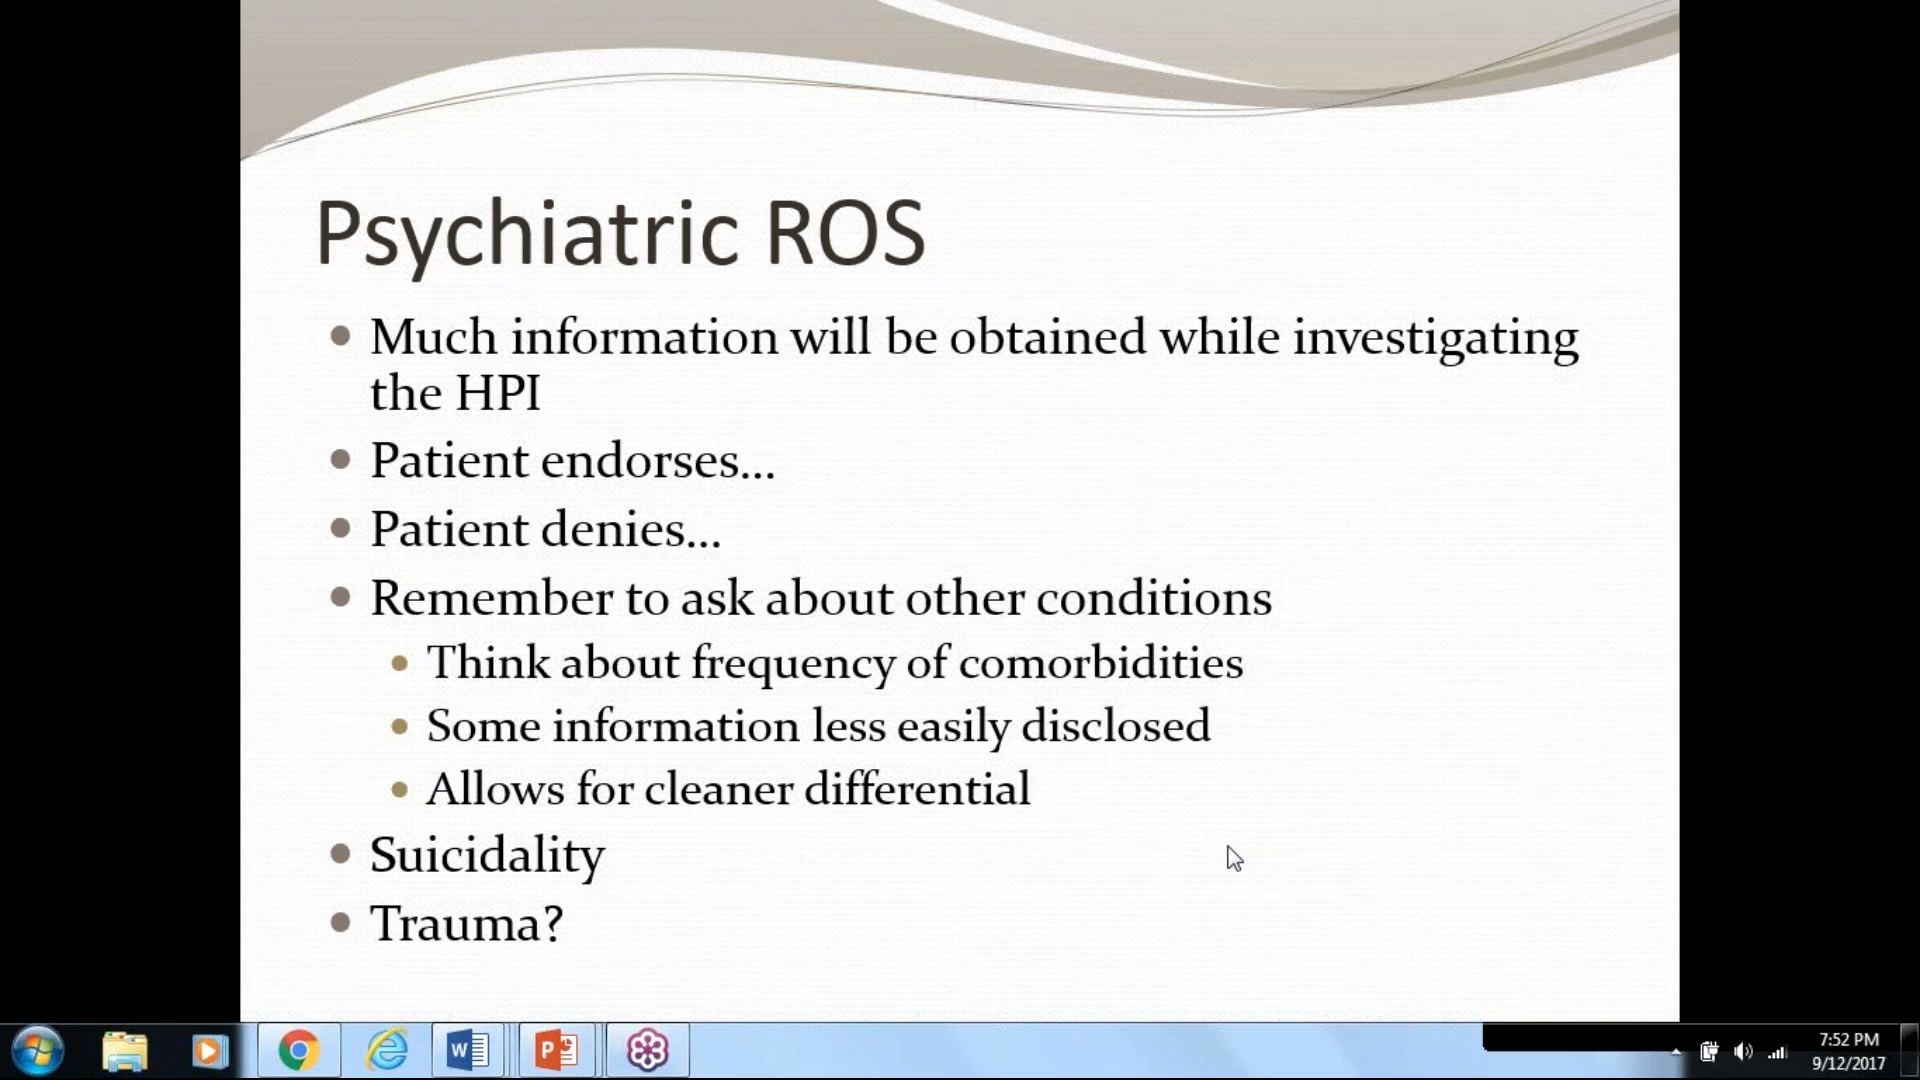 Psychiatric ROS
• Much information will be obtained while investigating
the HPI
• Patient endorses...
• Patient denies...
• Remember to ask about other conditions
• Think about frequency of comorbidities
• Some information less easily disclosed
• Allows for cleaner differential
• Suicidality
• Trauma?
W
P
7:52 PM
9/12/2017